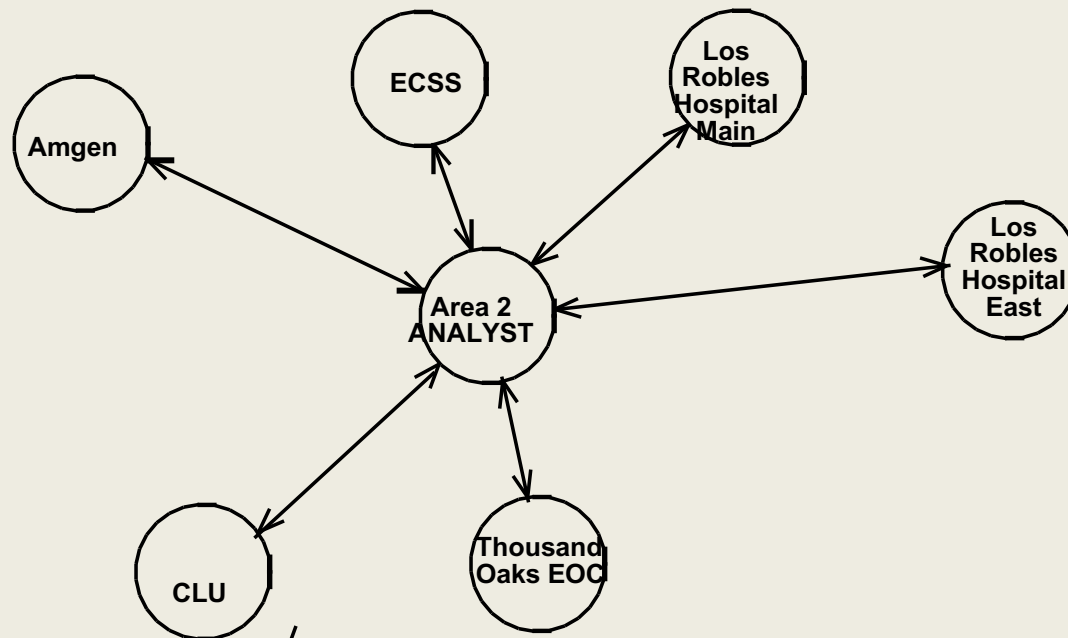 ECSS
Los
Robles
Hospital
Main
Amgen
Los
Robles
Hospital
East
Area 2
ANALYST
Thousand
Oaks EOC
CLU